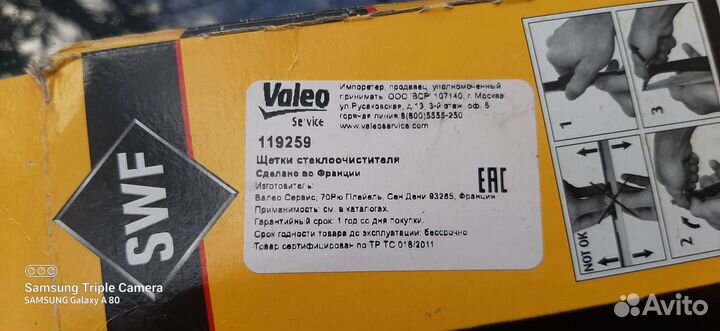 SWF
Valeo
Service
Импортер, продавец, уполномоченный
принимать: ООО "ВСР" 107140, г. Москва
ул.Русаковская, д.13, 3-й этаж, оф. 5
горячая линия 8(800)5555-250
www.valeoservice.com
119259
Щетки стеклоочистителя
Сделано во Франции
Изготовитель:
Валео Сервис, 70Рю Плейель, Сен Дени 93285, Франция
Применимость: см. в каталогах.
Гарантийный срок: 1 год со дня покупки.
Срок годности товара до эксплуатации: бессрочно
Товар сертифицирован по ТР ТС 018/2011
EAC
1
3
NOT OK
2
Samsung Triple Camera
SAMSUNG Galaxy A 80
Avito